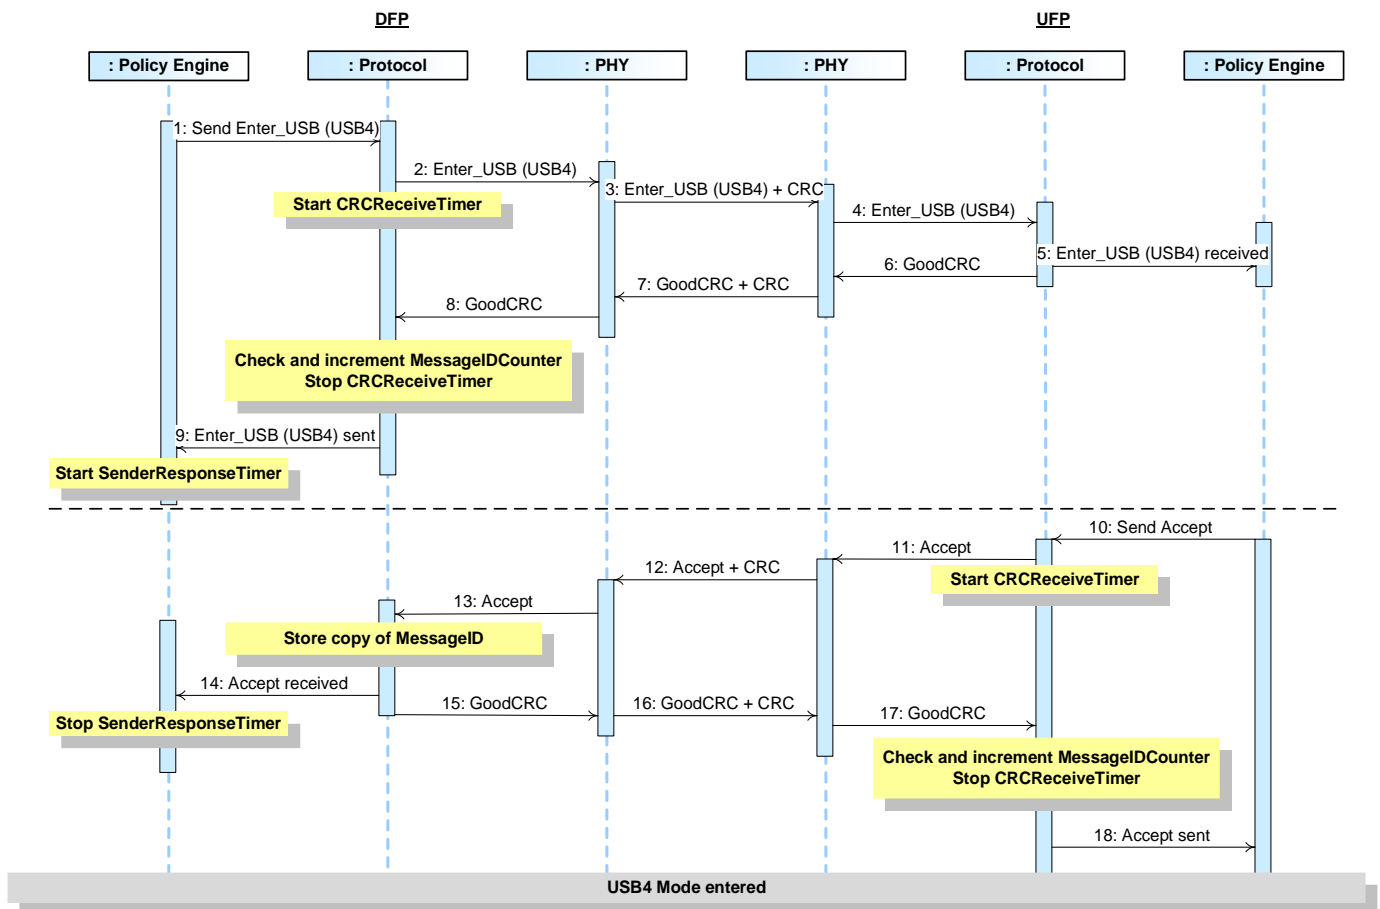 DFP
UFP
: Policy Engine
: Protocol
: PHY
: PHY
: Protocol
: Policy Engine
1: Send Enter_USB (USB4)
2: Enter_USB (USB4)
3: Enter_USB (USB4) + CRC
Start CRCReceiveTimer
4: Enter_USB (USB4)
5: Enter_USB (USB4) received
6: GoodCRC
7: GoodCRC + CRC
8: GoodCRC
Check and increment MessageIDCounter
Stop CRCReceiveTimer
9: Enter_USB (USB4) sent
Start SenderResponseTimer
10: Send Accept
11: Accept
12: Accept + CRC
Start CRCReceiveTimer
13: Accept
Store copy of MessageID
14: Accept received
15: GoodCRC
16: GoodCRC + CRC
17: GoodCRC
Stop SenderResponseTimer
Check and increment MessageIDCounter
Stop CRCReceiveTimer
18: Accept sent
USB4 Mode entered